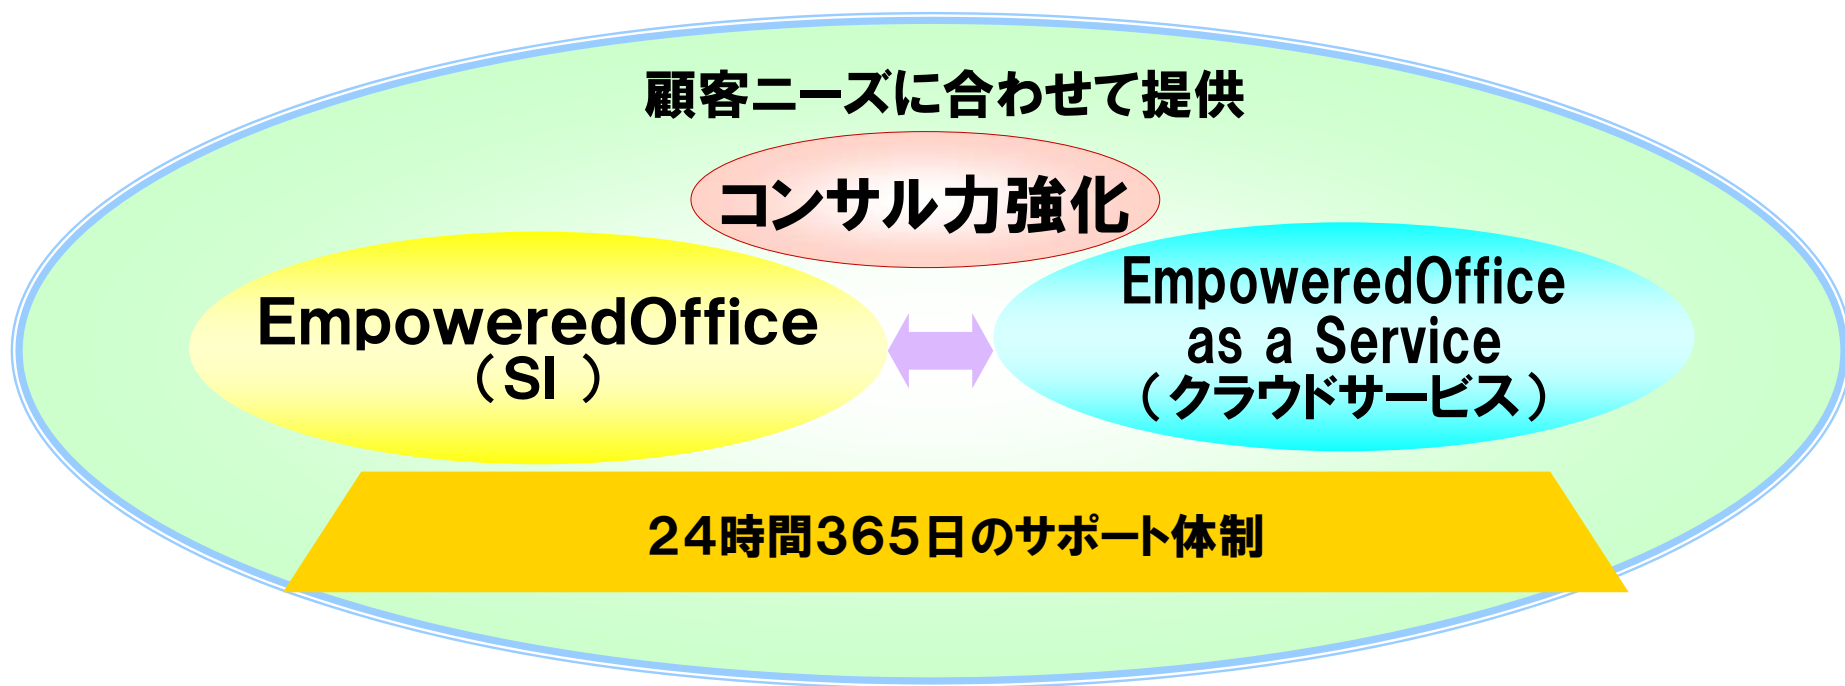 顧客ニーズに合わせて提供
コンサル力強化
EmpoweredOffice
（SI ）
EmpoweredOffice
as a Service
（クラウドサービス）
24時間365日のサポート体制